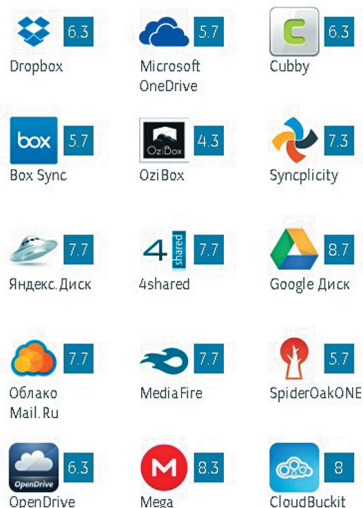 6.3 5.7 6.3
Dropbox Microsoft OneDrive Cubby
box 5.7 OziBox 4.3 7.3
Box Sync OziBox Syncplicity
7.7 4 shared 7.7 8.7
Яндекс.Диск 4shared Google Диск
7.7 7.7 5.7
Облако Mail.Ru MediaFire SpiderOakONE
OpenDrive 6.3 M 8.3 8
OpenDrive Mega CloudBuckit